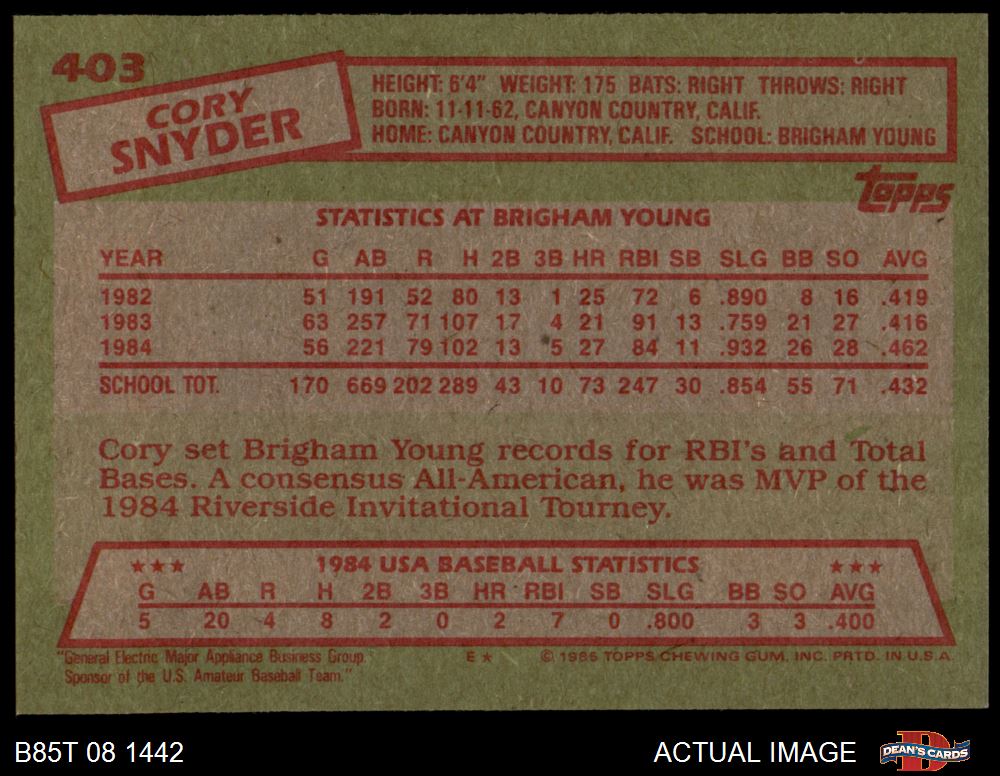 403
CORY
SNYDER
HEIGHT: 6'4" WEIGHT: 175 BATS: RIGHT THROWS: RIGHT
BORN: 11-11-62, CANYON COUNTRY, CALIF.
HOME: CANYON COUNTRY, CALIF. SCHOOL: BRIGHAM YOUNG
topps
STATISTICS AT BRIGHAM YOUNG
YEAR G AB R H 2B 3B HR RBI SB SLG BB SO AVG
1982 51 191 52 80 13 1 25 72 6 .890 8 16 .419
1983 63 257 71 107 17 4 21 91 13 .759 21 27 .416
1984 56 221 79 102 13 5 27 84 11 .932 26 28 .462
SCHOOL TOT. 170 669 202 289 43 10 73 247 30 .854 55 71 .432
Cory set Brigham Young records for RBI's and Total
Bases. A consensus All-American, he was MVP of the
1984 Riverside Invitational Tourney.
★★★ 1984 USA BASEBALL STATISTICS ★★★
G AB R H 2B 3B HR RBI SB SLG BB SO AVG
5 20 4 8 2 0 2 7 0 .800 3 3 .400
"General Electric Major Appliance Business Group.
Sponsor of the U.S. Amateur Baseball Team."
E★ © 1985 TOPPS CHEWING GUM, INC. PRTD. IN U.S.A.
B85T 08 1442
ACTUAL IMAGE
D
DEAN'S CARDS